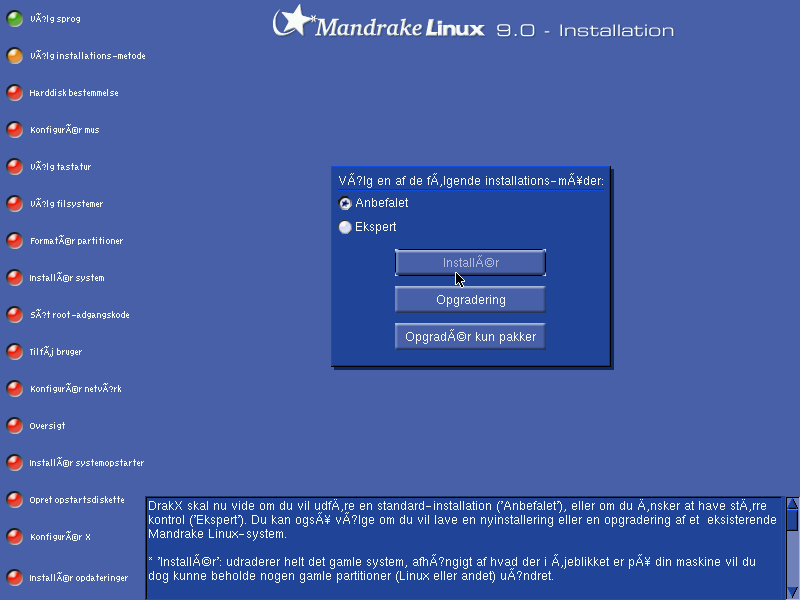 MandrakeLinux 9.0 - Installation
VÃ?lg sprog
VÃ?lg installations-metode
Harddisk bestemmelse
KonfigurÃ©r mus
VÃ?lg tastatur
VÃ?lg filsystemer
FormatÃ©r partitioner
InstallÃ©r system
SÃ?t root-adgangskode
TilfÃ¸j bruger
KonfigurÃ©r netvÃ?rk
Oversigt
InstallÃ©r systemopstarter
Opret opstartsdiskette
KonfigurÃ©r X
InstallÃ©r opdateringer
VÃ?lg en af de fÃ¸lgende installations-mÃ¥der:
Anbefalet
Ekspert
InstallÃ©r
Opgradering
OpgradÃ©r kun pakker
DrakX skal nu vide om du vil udfÃ¸re en standard-installation ('Anbefalet'), eller om du Ã¸nsker at have stÃ¸rre
kontrol ('Ekspert'). Du kan ogsÃ¥ vÃ?lge om du vil lave en nyinstallering eller en opgradering af et eksisterende
Mandrake Linux-system.
* 'InstallÃ©r': udraderer helt det gamle system, afhÃ?ngigt af hvad der i Ã¸jeblikket er pÃ¥ din maskine vil du
dog kunne beholde nogen gamle partitioner (Linux eller andet) uÃ?ndret.